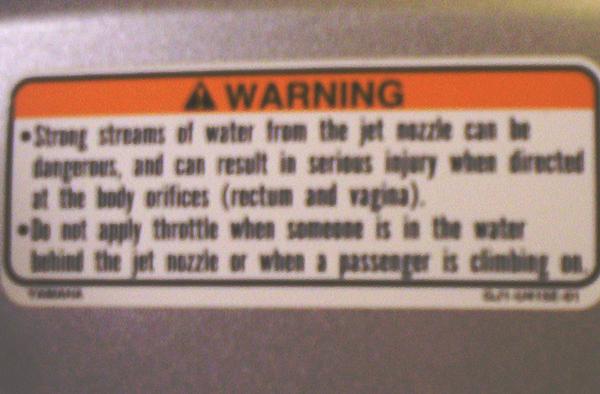 WARNING
•Strong streams of water from the jet nozzle can be
dangerous, and can result in serious injury when directed
at the body orifices (rectum and vagina).
•Do not apply throttle when someone is in the water
behind the jet nozzle or when a passenger is climbing on.
YAMAHA